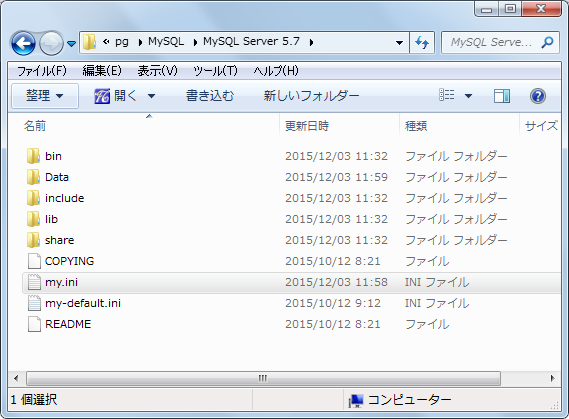 « pg MySQL MySQL Server 5.7 MySQL Serve...
ファイル(F) 編集(E) 表示(V) ツール(T) ヘルプ(H)
整理 開く 書き込む 新しいフォルダー
名前 更新日時 種類 サイズ
bin 2015/12/03 11:32 ファイル フォルダー
Data 2015/12/03 11:59 ファイル フォルダー
include 2015/12/03 11:32 ファイル フォルダー
lib 2015/12/03 11:32 ファイル フォルダー
share 2015/12/03 11:32 ファイル フォルダー
COPYING 2015/10/12 8:21 ファイル
my.ini 2015/12/03 11:58 INI ファイル
my-default.ini 2015/10/12 9:12 INI ファイル
README 2015/10/12 8:21 ファイル
1 個選択 コンピューター